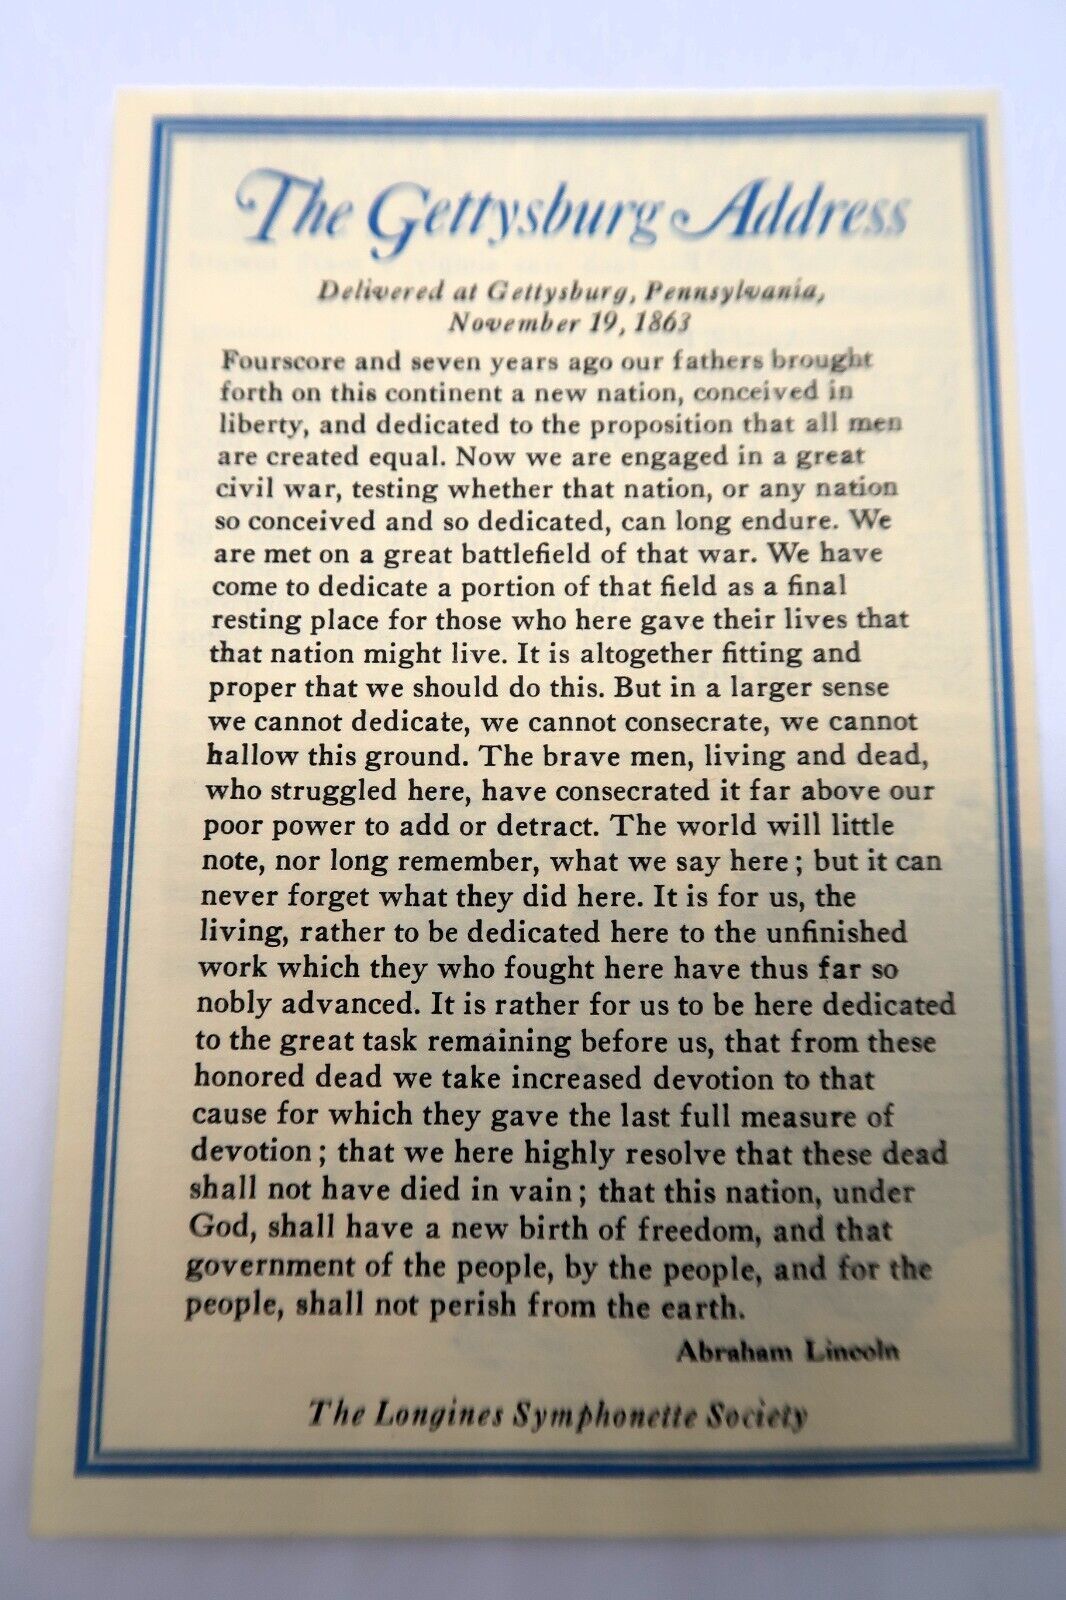 The Gettysburg Address
Delivered at Gettysburg, Pennsylvania,
November 19, 1863
Fourscore and seven years ago our fathers brought
forth on this continent a new nation, conceived in
liberty, and dedicated to the proposition that all men
are created equal. Now we are engaged in a great
civil war, testing whether that nation, or any nation
so conceived and so dedicated, can long endure. We
are met on a great battlefield of that war. We have
come to dedicate a portion of that field as a final
resting place for those who here gave their lives that
that nation might live. It is altogether fitting and
proper that we should do this. But in a larger sense
we cannot dedicate, we cannot consecrate, we cannot
hallow this ground. The brave men, living and dead,
who struggled here, have consecrated it far above our
poor power to add or detract. The world will little
note, nor long remember, what we say here; but it can
never forget what they did here. It is for us, the
living, rather to be dedicated here to the unfinished
work which they who fought here have thus far so
nobly advanced. It is rather for us to be here dedicated
to the great task remaining before us, that from these
honored dead we take increased devotion to that
cause for which they gave the last full measure of
devotion; that we here highly resolve that these dead
shall not have died in vain; that this nation, under
God, shall have a new birth of freedom, and that
government of the people, by the people, and for the
people, shall not perish from the earth.
Abraham Lincoln
The Longines Symphonette Society